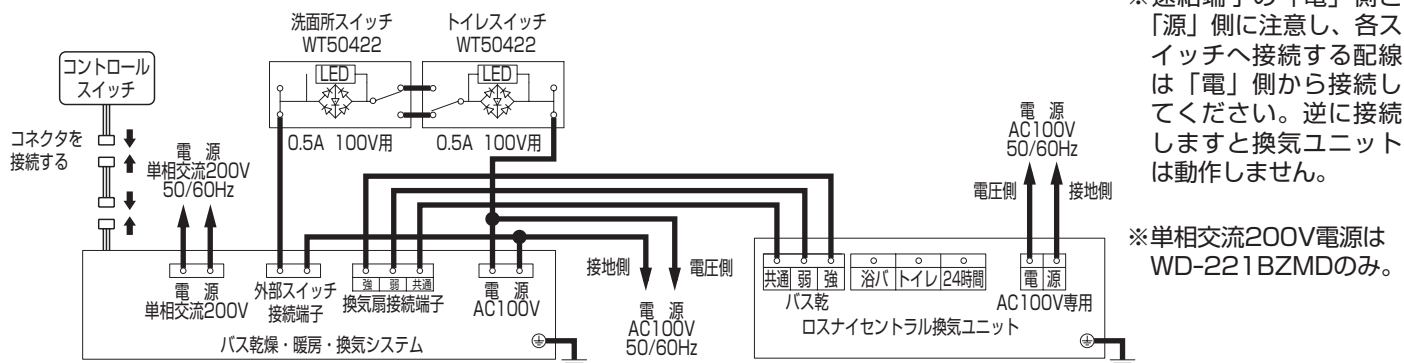 洗面所スイッチ
WT50422
トイレスイッチ
WT50422
LED
LED
0.5A 100V用
0.5A 100V用
コントロール
スイッチ
コネクタを
接続する
電 源
単相交流200V
50/60Hz
電 源
単相交流200V
外部スイッチ
接続端子
強 弱 共通
換気扇接続端子
電 源
AC100V
バス乾燥・暖房・換気システム
接地側
電圧側
電 源
AC100V
50/60Hz
電 源
AC100V
50/60Hz
電圧側
接地側
共通 弱 強
バス乾
浴バ トイレ 24時間
電 源
AC100V専用
ロスナイセントラル換気ユニット
「源」側に注意し、各ス
イッチへ接続する配線
は「電」側から接続し
てください。逆に接続
しますと換気ユニット
は動作しません。
※単相交流200V電源は
WD-221BZMDのみ。